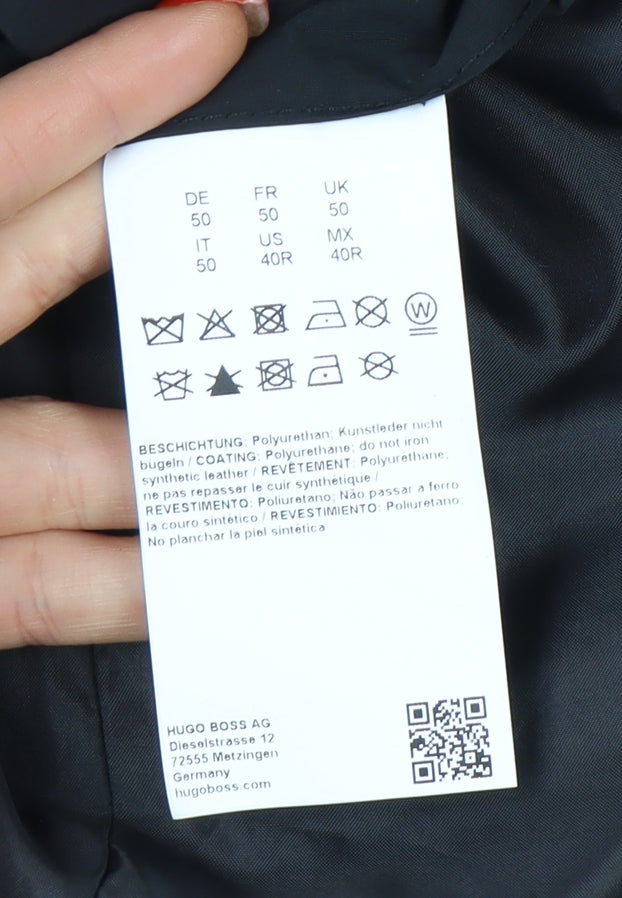 DE FR UK
50 50 50
IT US MX
50 40R 40R
W
BESCHICHTUNG: Polyurethan; Kunstleder nicht
bügeln / COATING: Polyurethane; do not iron
synthetic leather / REVÊTEMENT: Polyuréthane;
ne pas repasser le cuir synthétique /
REVESTIMENTO: Poliuretano; Não passar a ferro
la couro sintético / REVESTIMIENTO: Poliuretano;
No planchar la piel sintética
HUGO BOSS AG
Dieselstrasse 12
72555 Metzingen
Germany
hugoboss.com